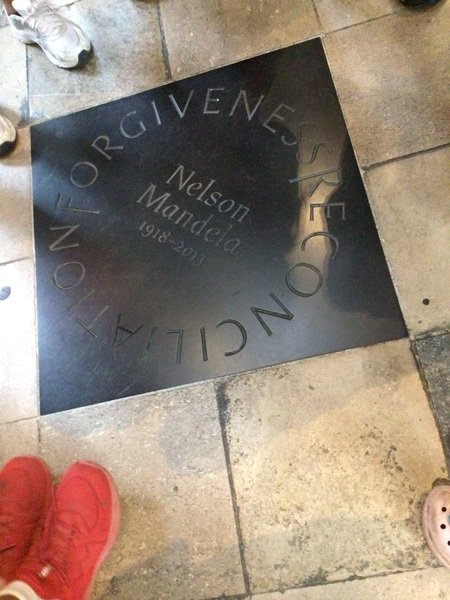 FORGIVENESS RECONCILIATION
Nelson
Mandela
1918-2013